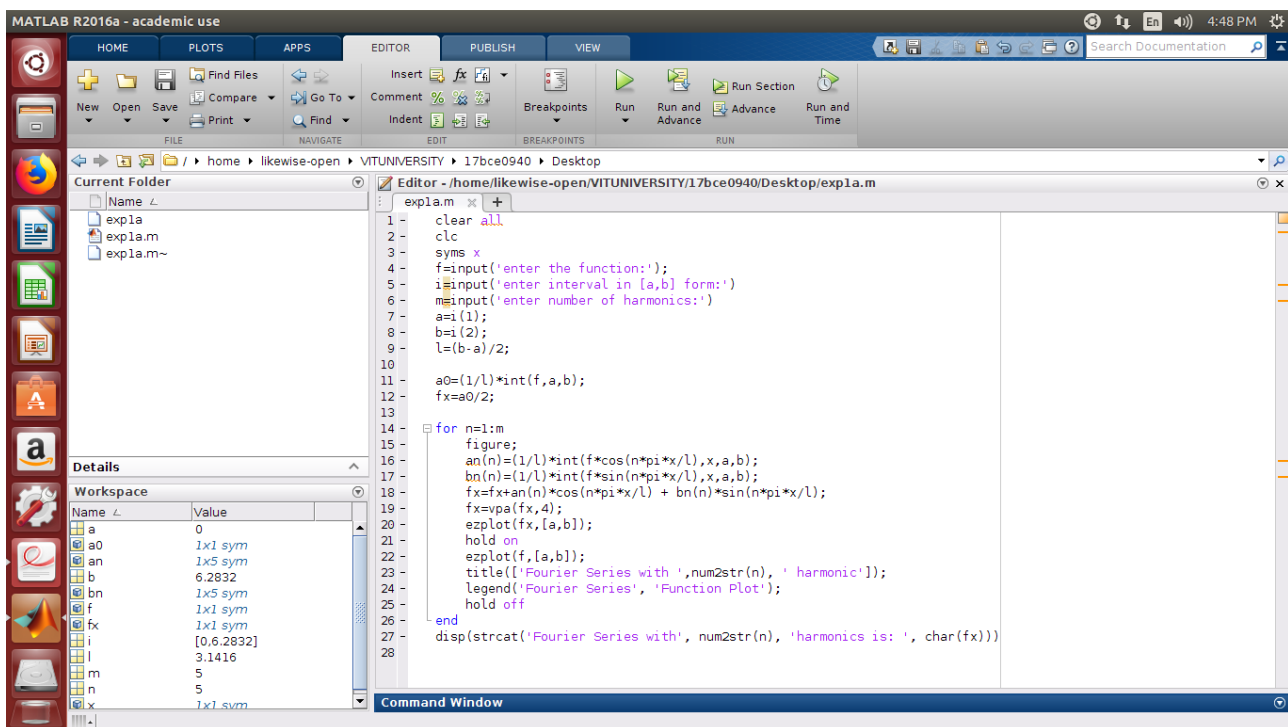 MATLAB R2016a - academic use
En 4:48 PM
HOME PLOTS APPS EDITOR PUBLISH VIEW
Search Documentation
Find Files Insert fx
Compare Go To Comment Run Section
New Open Save Breakpoints Run Run and Advance Advance Run and Time
Print Find Indent
FILE NAVIGATE EDIT BREAKPOINTS RUN
/ home likewise-open VITUNIVERSITY 17bce0940 Desktop
Current Folder
Name
exp1a
exp1a.m
exp1a.m~
Details
Workspace
Name Value
a 0
a0 1x1 sym
an 1x5 sym
b 6.2832
bn 1x5 sym
f 1x1 sym
fx 1x1 sym
i [0,6.2832]
l 3.1416
m 5
n 5
x 1x1 sym
Editor - /home/likewise-open/VITUNIVERSITY/17bce0940/Desktop/exp1a.m
exp1a.m
1 - clear all
2 - clc
3 - syms x
4 - f=input('enter the function:');
5 - i=input('enter interval in [a,b] form:')
6 - m=input('enter number of harmonics:')
7 - a=i(1);
8 - b=i(2);
9 - l=(b-a)/2;
10
11 - a0=(1/l)*int(f,a,b);
12 - fx=a0/2;
13
14 - for n=1:m
15 - figure;
16 - an(n)=(1/l)*int(f*cos(n*pi*x/l),x,a,b);
17 - bn(n)=(1/l)*int(f*sin(n*pi*x/l),x,a,b);
18 - fx=fx+an(n)*cos(n*pi*x/l) + bn(n)*sin(n*pi*x/l);
19 - fx=vpa(fx,4);
20 - ezplot(fx,[a,b]);
21 - hold on
22 - ezplot(f,[a,b]);
23 - title(['Fourier Series with ',num2str(n), ' harmonic']);
24 - legend('Fourier Series', 'Function Plot');
25 - hold off
26 - end
27 - disp(strcat('Fourier Series with', num2str(n), 'harmonics is: ', char(fx)))
28
Command Window